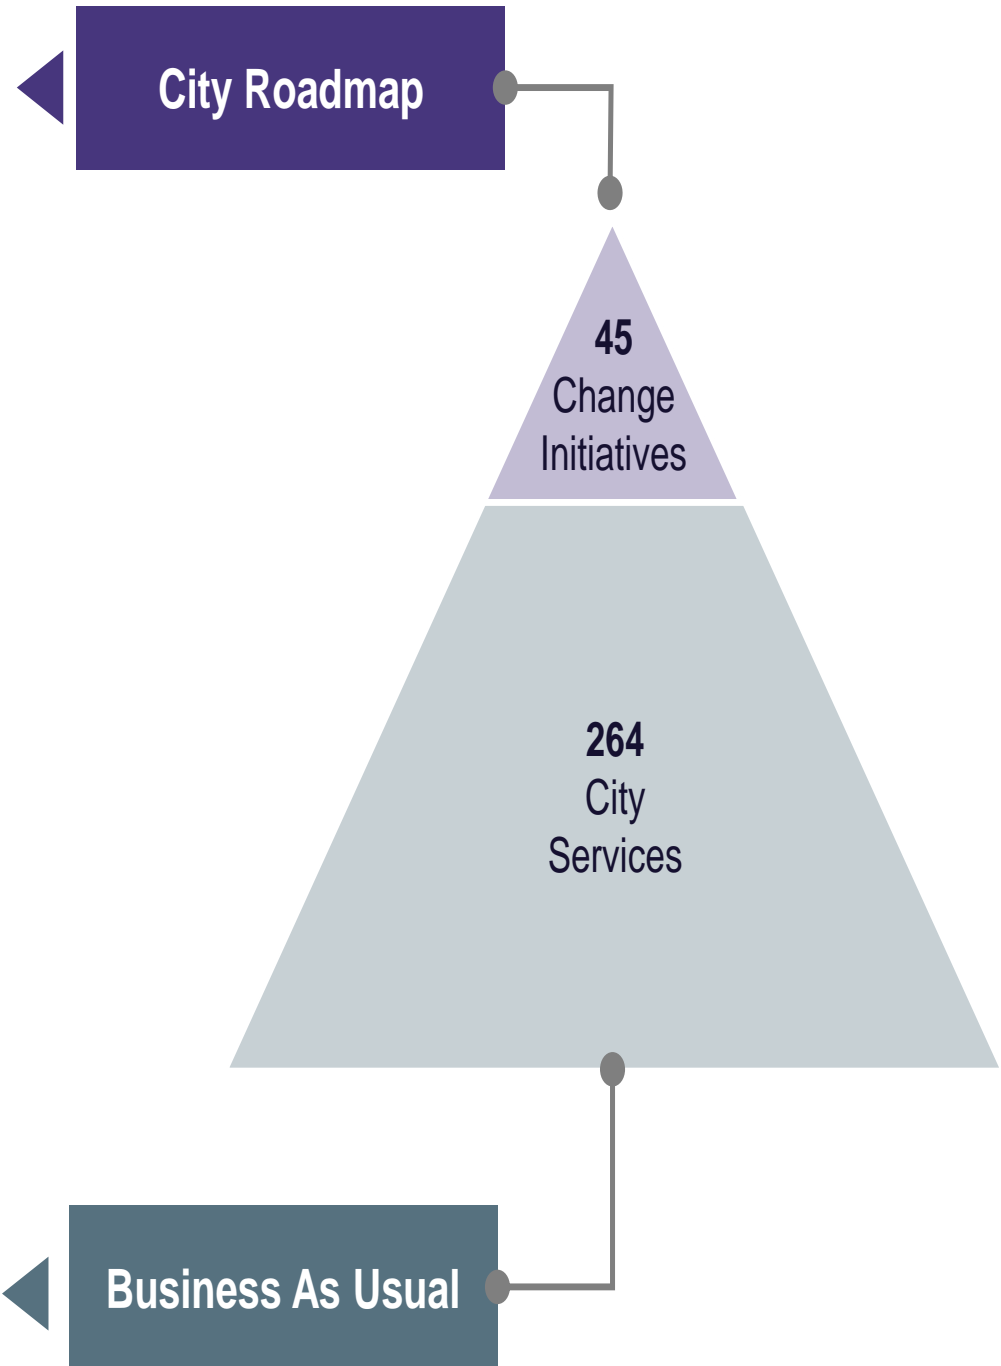 City Roadmap
45
Change
Initiatives
264
City
Services
Business As Usual